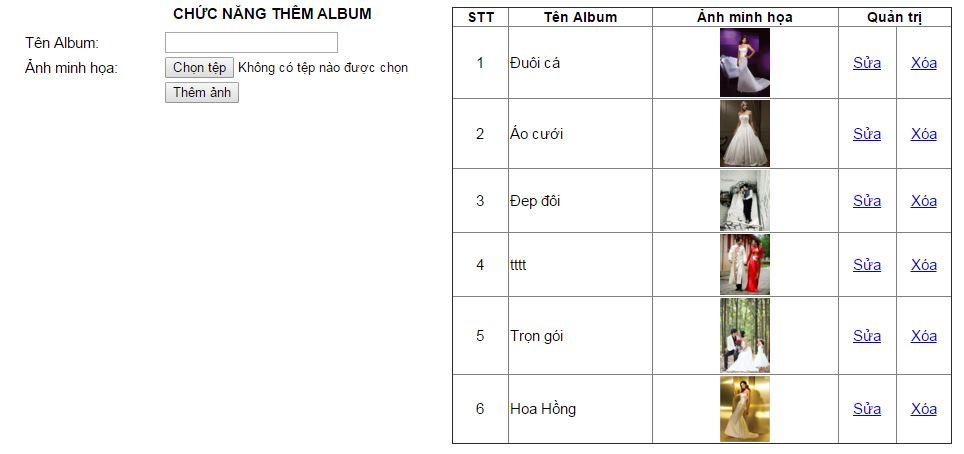 CHỨC NĂNG THÊM ALBUM
Tên Album:
Ảnh minh họa: Chọn tệp Không có tệp nào được chọn
Thêm ảnh
STT Tên Album Ảnh minh họa Quản trị
1 Đuôi cá Sửa Xóa
2 Áo cưới Sửa Xóa
3 Đẹp đôi Sửa Xóa
4 tttt Sửa Xóa
5 Trọn gói Sửa Xóa
6 Hoa Hồng Sửa Xóa